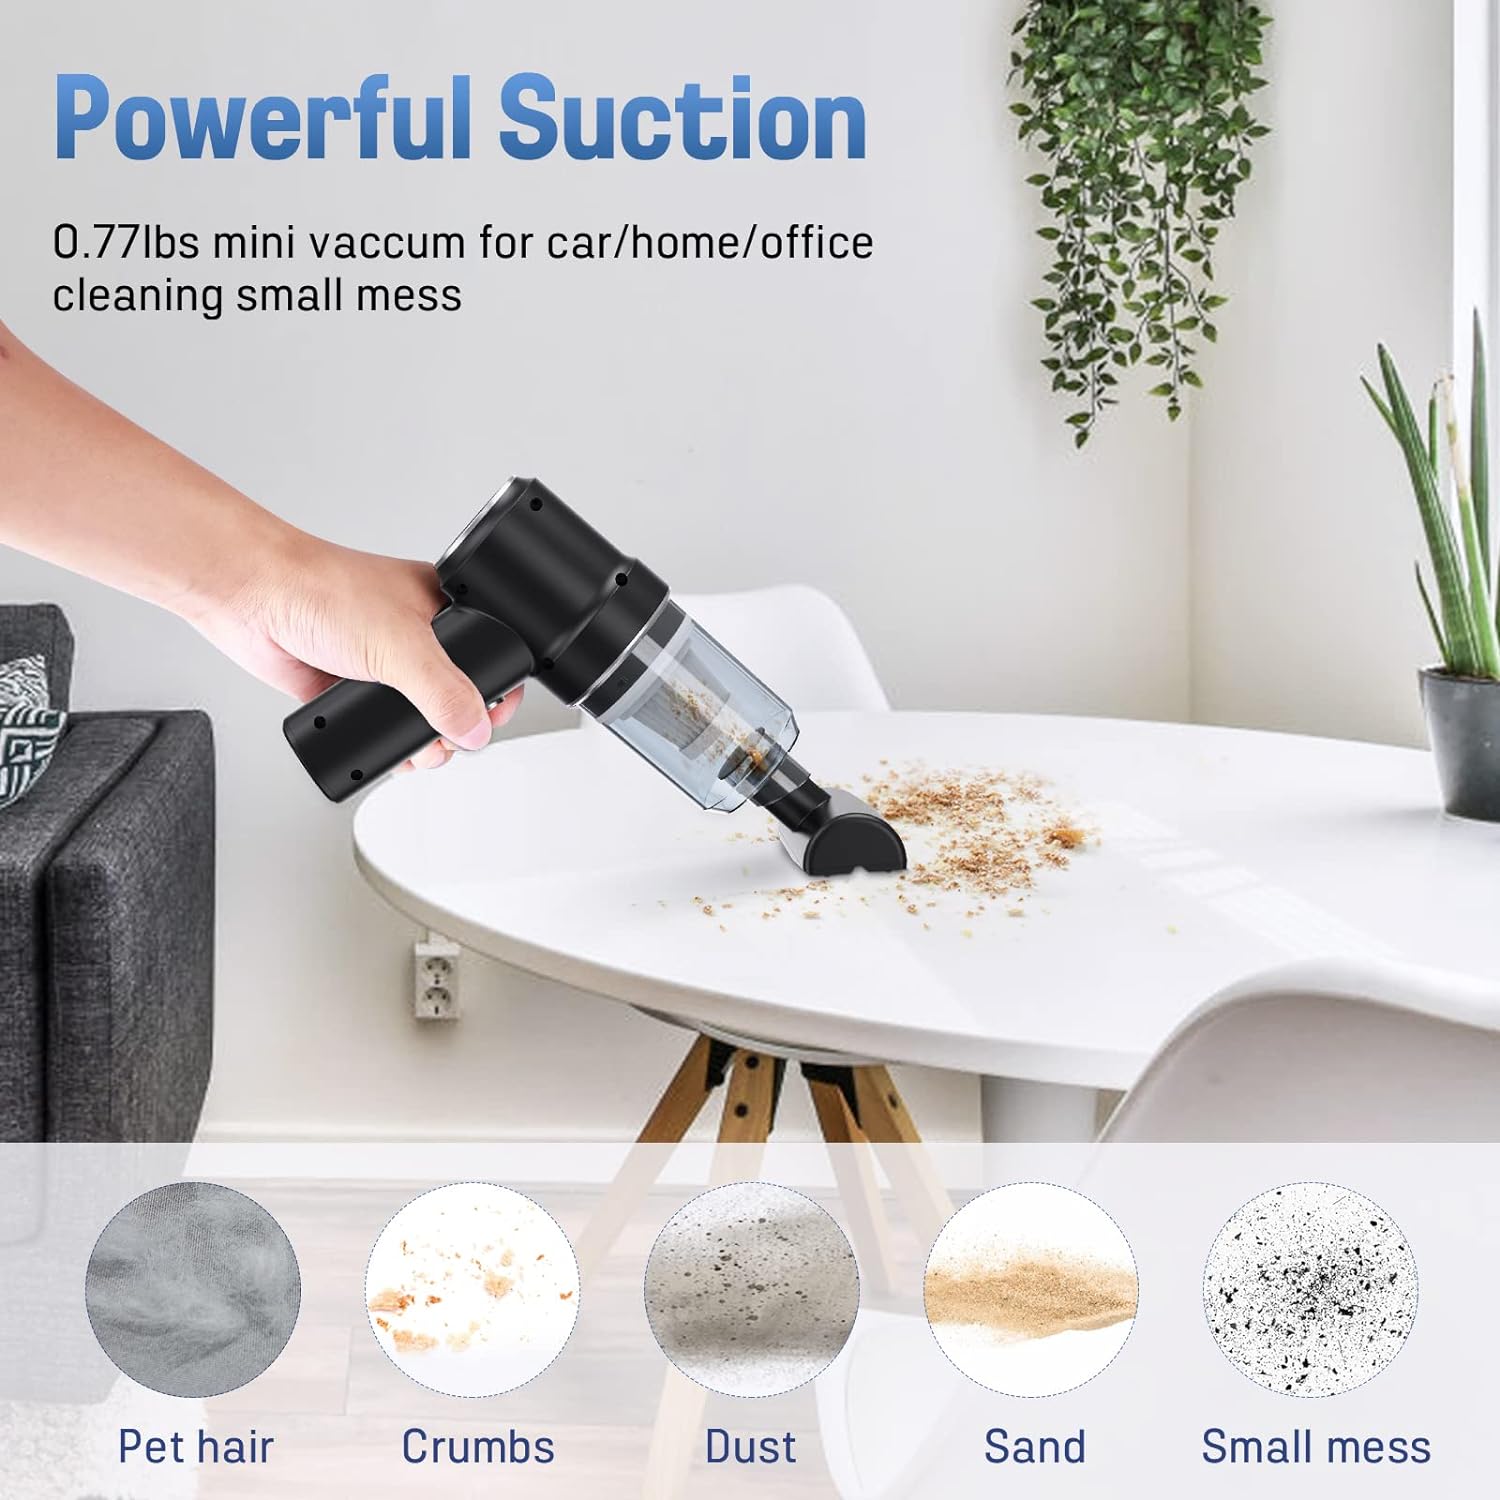 Powerful Suction
0.77lbs mini vaccum for car/home/office
cleaning small mess
Pet hair
Crumbs
Dust
Sand
Small mess